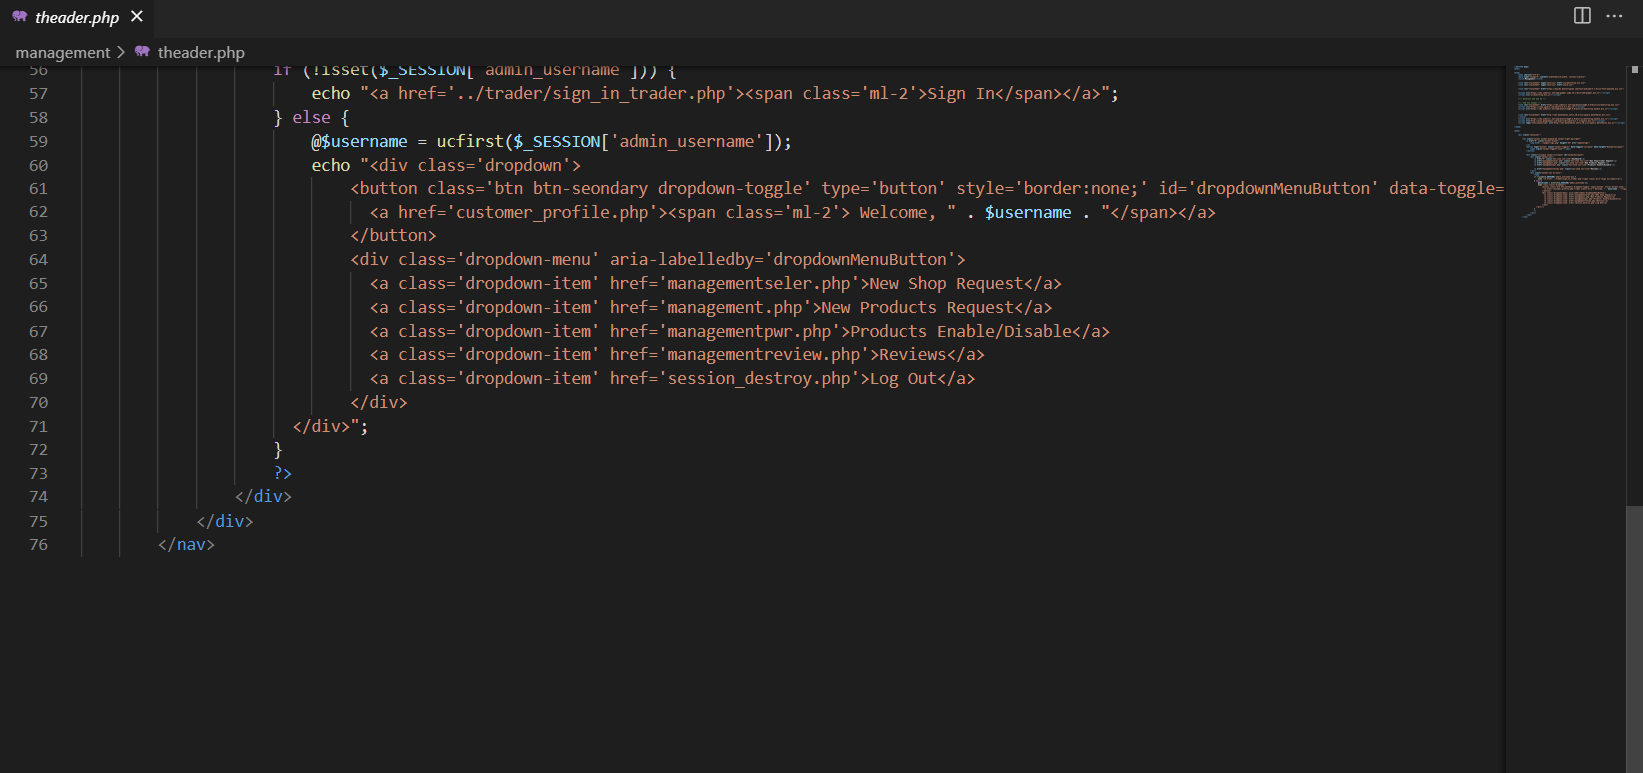 theader.php
management > theader.php
56 if (!isset($_SESSION['admin_username'])) {
57 echo "<a href='../trader/sign_in_trader.php'><span class='ml-2'>Sign In</span></a>";
58 } else {
59 @$username = ucfirst($_SESSION['admin_username']);
60 echo "<div class='dropdown'>
61 <button class='btn btn-seondary dropdown-toggle' type='button' style='border:none;' id='dropdownMenuButton' data-toggle=
62 <a href='customer_profile.php'><span class='ml-2'> Welcome, " . $username . "</span></a>
63 </button>
64 <div class='dropdown-menu' aria-labelledby='dropdownMenuButton'>
65 <a class='dropdown-item' href='managementseler.php'>New Shop Request</a>
66 <a class='dropdown-item' href='management.php'>New Products Request</a>
67 <a class='dropdown-item' href='managementpwr.php'>Products Enable/Disable</a>
68 <a class='dropdown-item' href='managementreview.php'>Reviews</a>
69 <a class='dropdown-item' href='session_destroy.php'>Log Out</a>
70 </div>
71 </div>";
72 }
73 ?>
74 </div>
75 </div>
76 </nav>